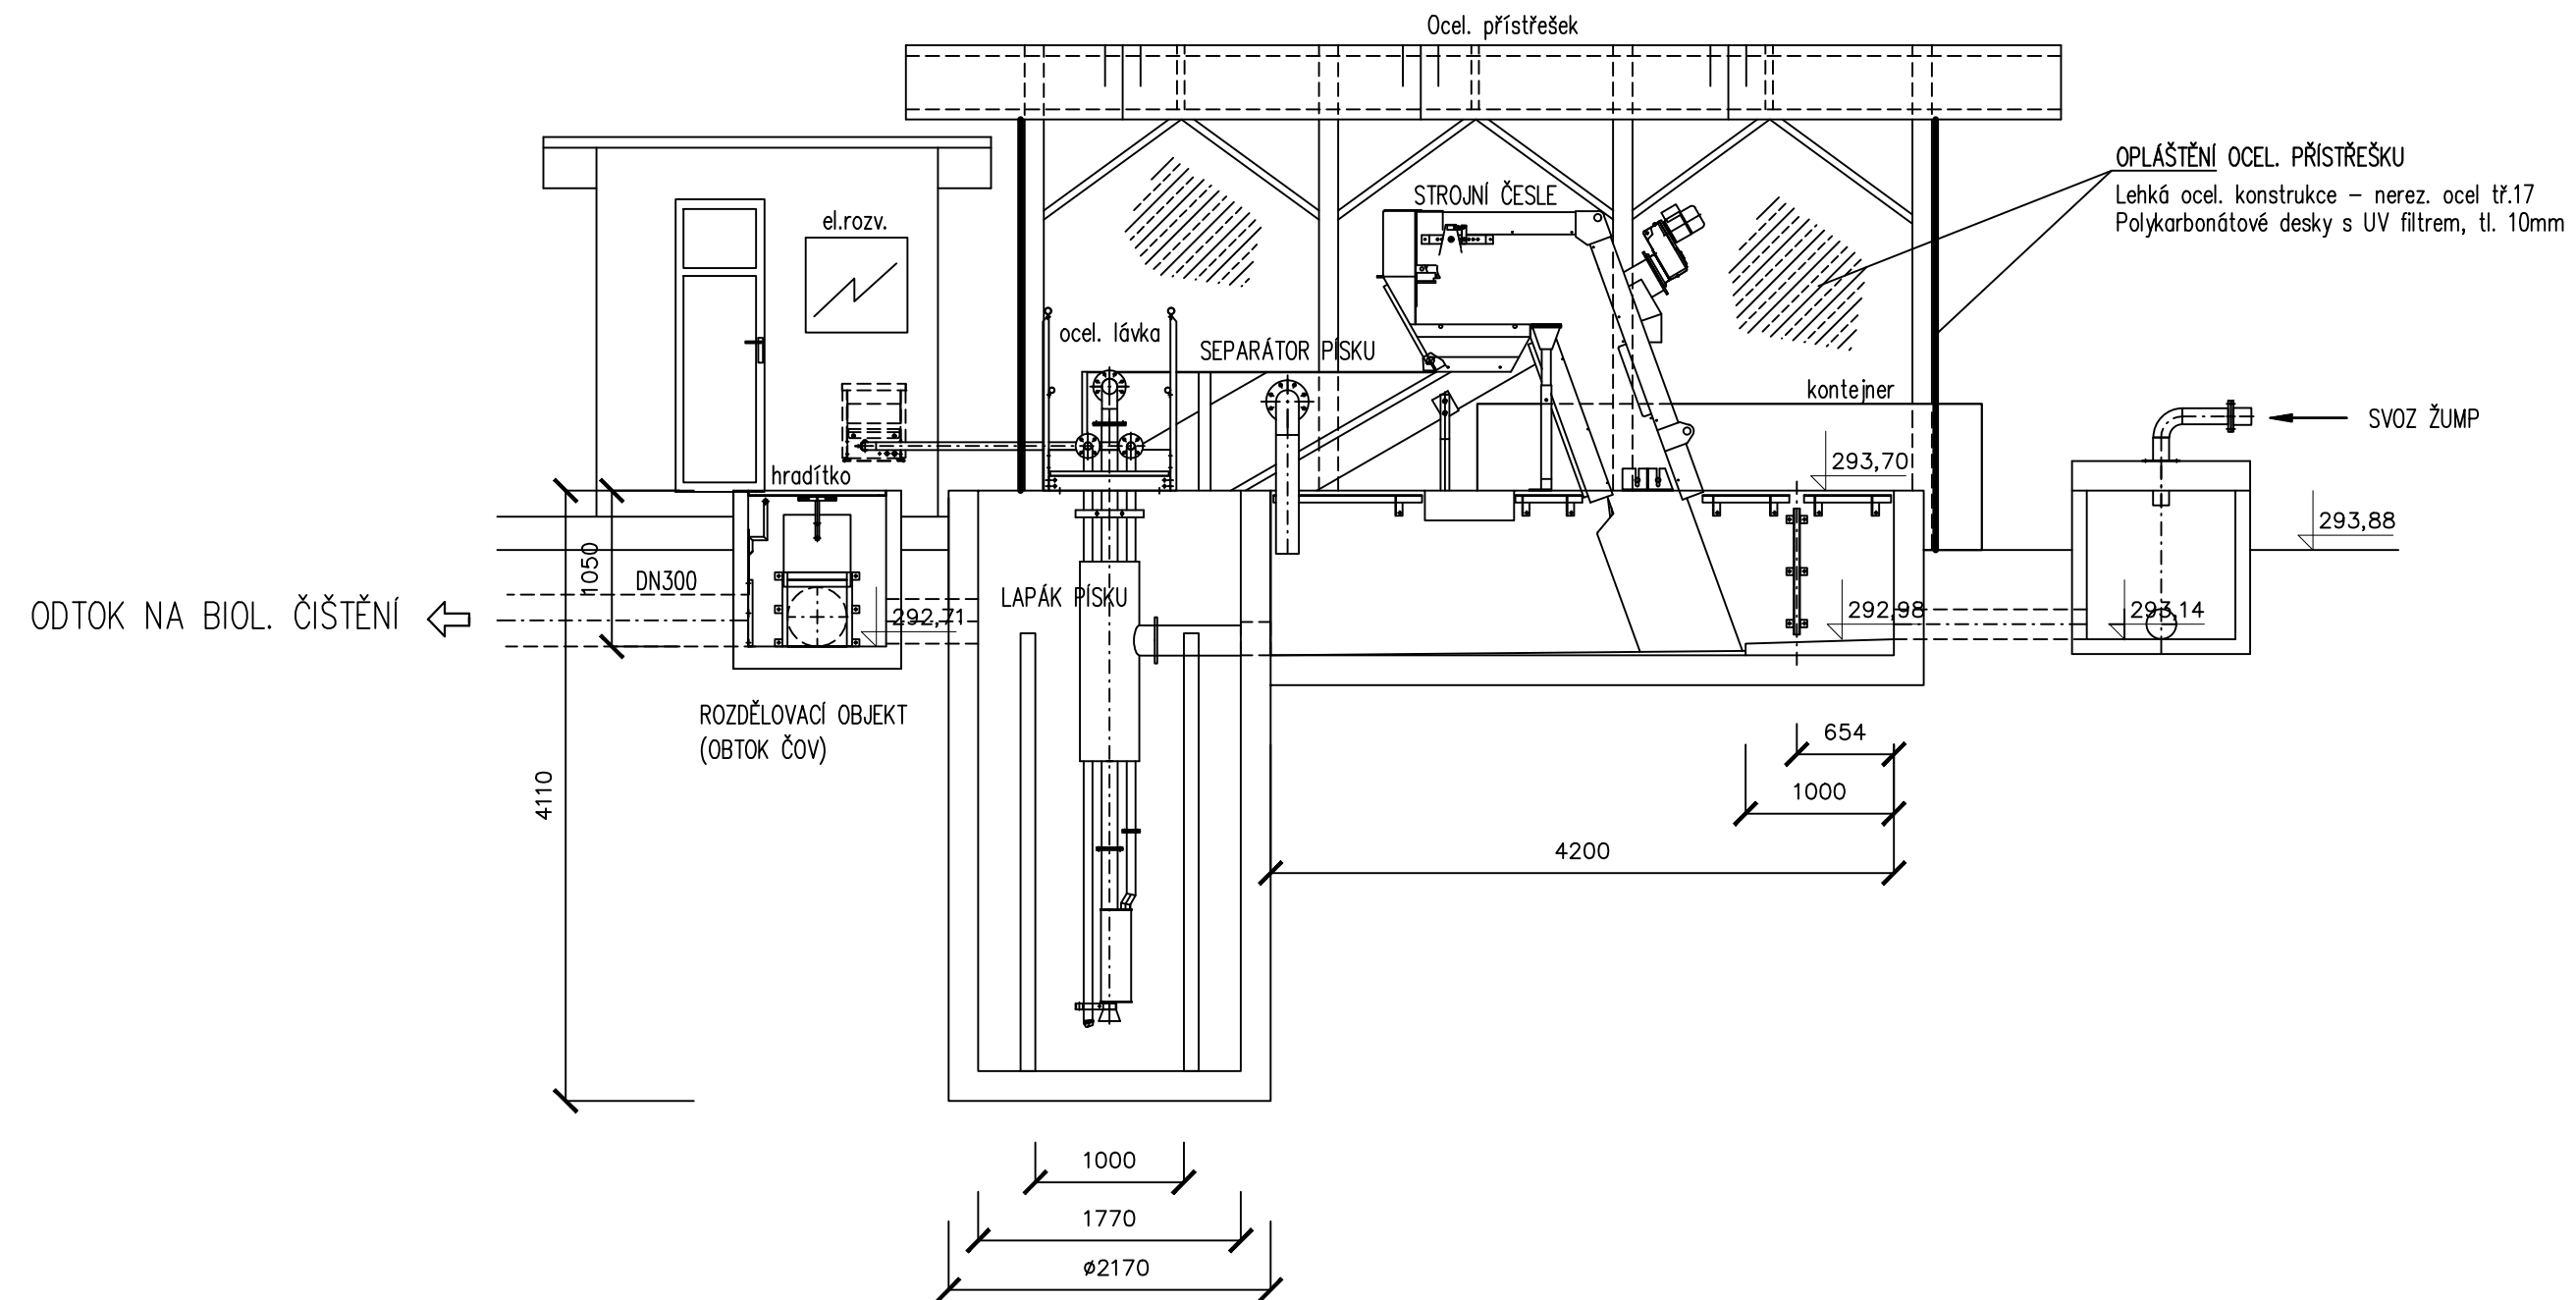 Ocel. přístřešek
OPLÁŠTĚNÍ OCEL. PŘÍSTŘEŠKU
Lehká ocel. konstrukce – nerez. ocel tř.17
Polykarbonátové desky s UV filtrem, tl. 10mm
STROJNÍ ČESLE
el.rozv.
ocel. lávka
SEPARÁTOR PÍSKU
kontejner
SVOZ ŽUMP
293,70
hradítko
293,88
1050
DN300
LAPÁK PÍSKU
ODTOK NA BIOL. ČIŠTĚNÍ
292,71
292,98
293,14
ROZDĚLOVACÍ OBJEKT
(OBTOK ČOV)
654
4110
1000
4200
1000
1770
ø2170